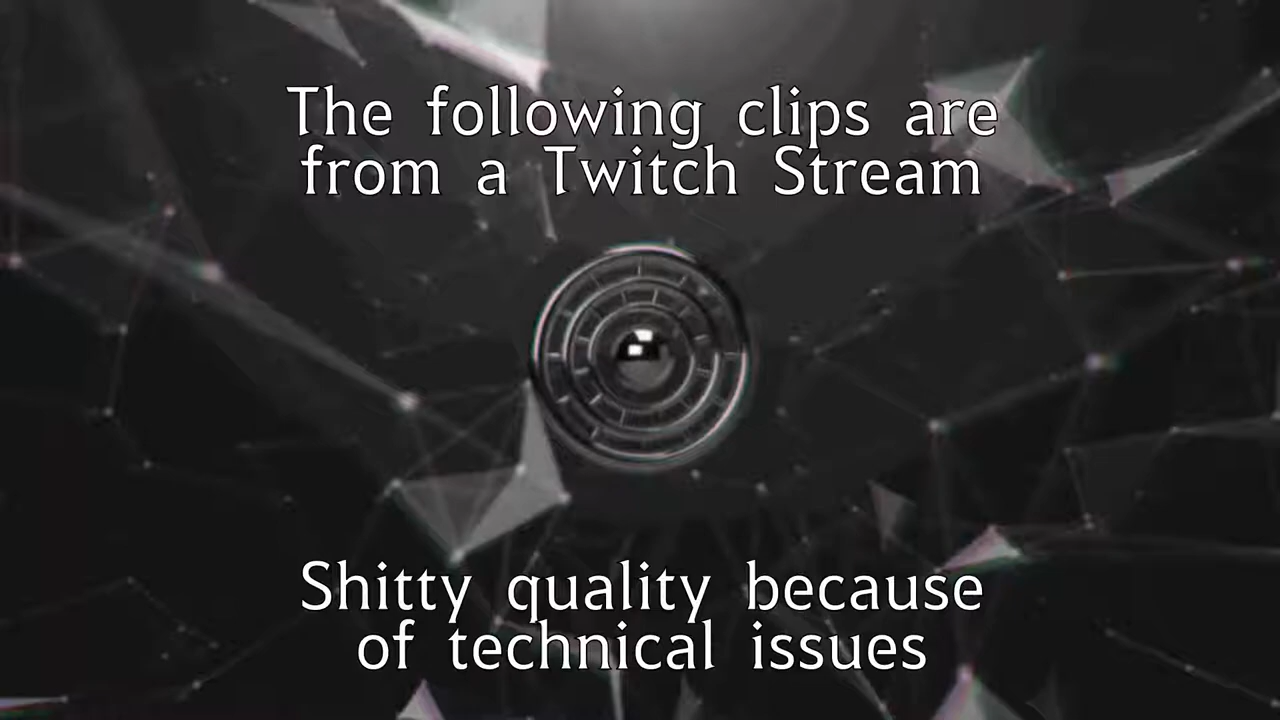 The following clips are
from a Twitch Stream
Shitty quality because
of technical issues